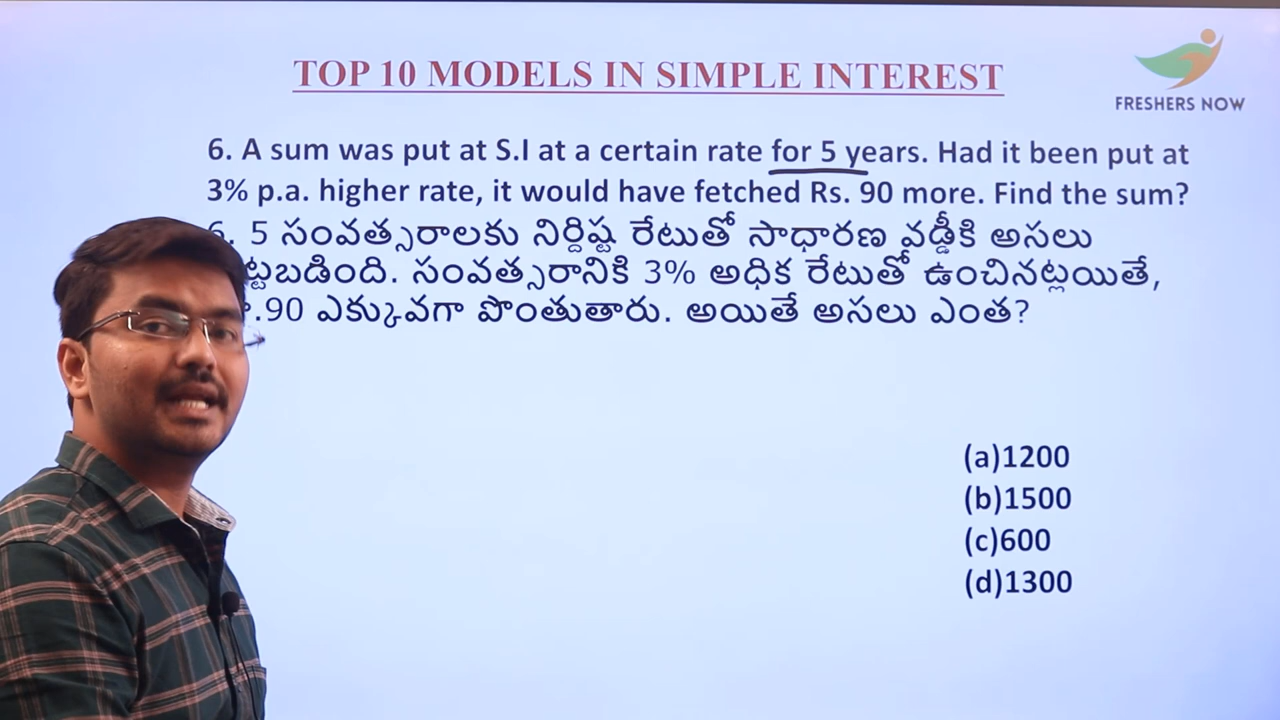 TOP 10 MODELS IN SIMPLE INTEREST
FRESHERS NOW
6. A sum was put at S.I at a certain rate for 5 years. Had it been put at
3% p.a. higher rate, it would have fetched Rs. 90 more. Find the sum?
6. 5 సంవత్సరాలకు నిర్దిష్ట రేటుతో సాధారణ వడ్డీకి అసలు
సంవత్సరానికి 3% అధిక రేటుతో ఉంచినట్లయితే,
.90 ఎక్కువగా పొంతుతారు. అయితే అసలు ఎంత?
(a)1200
(b)1500
(c)600
(d)1300